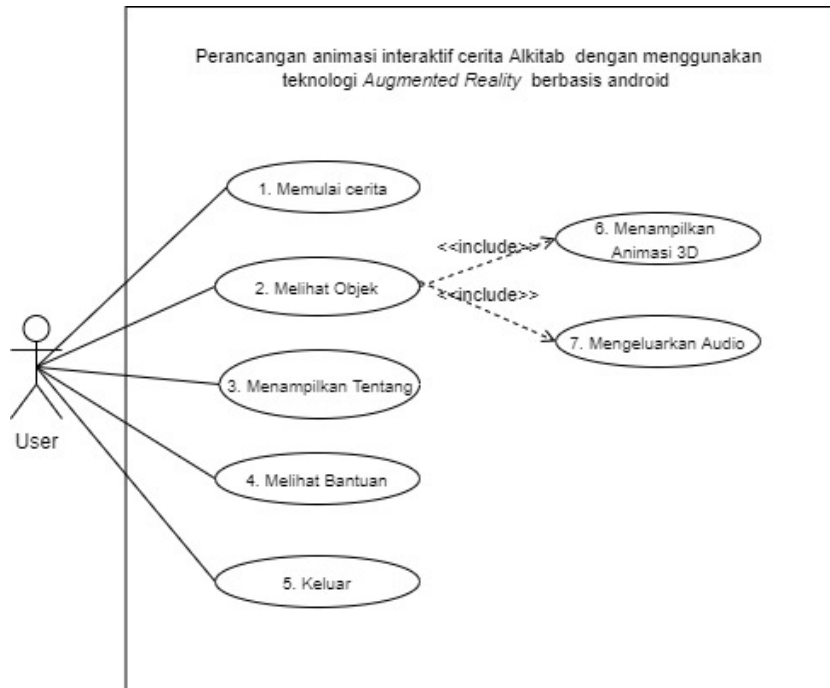 Perancangan animasi interaktif cerita Alkitab dengan menggunakan
teknologi Augmented Reality berbasis android
1. Memulai cerita
<<include>>
6. Menampilkan
Animasi 3D
2. Melihat Objek
<<include>>
7. Mengeluarkan Audio
3. Menampilkan Tentang
User
4. Melihat Bantuan
5. Keluar